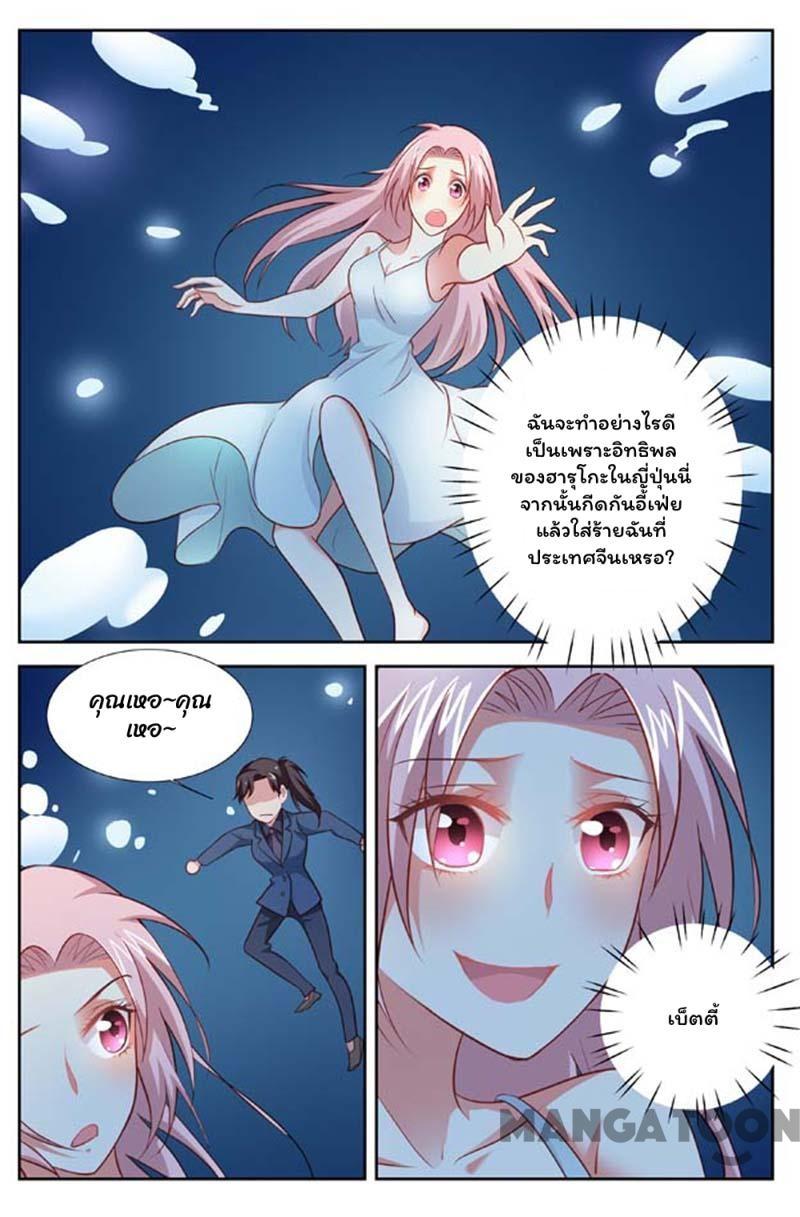 ฉันจะทำอย่างไรดี
เป็นเพราะอิทธิพล
ของฮารุโกะในญี่ปุ่นนี่
จากนั้นกีดกันอี้เฟ่ย
แล้วใส่ร้ายฉันที่
ประเทศจีนเหรอ?
คุณเหอ~คุณ
เหอ~
เบ็ตตี้
MANGATOON